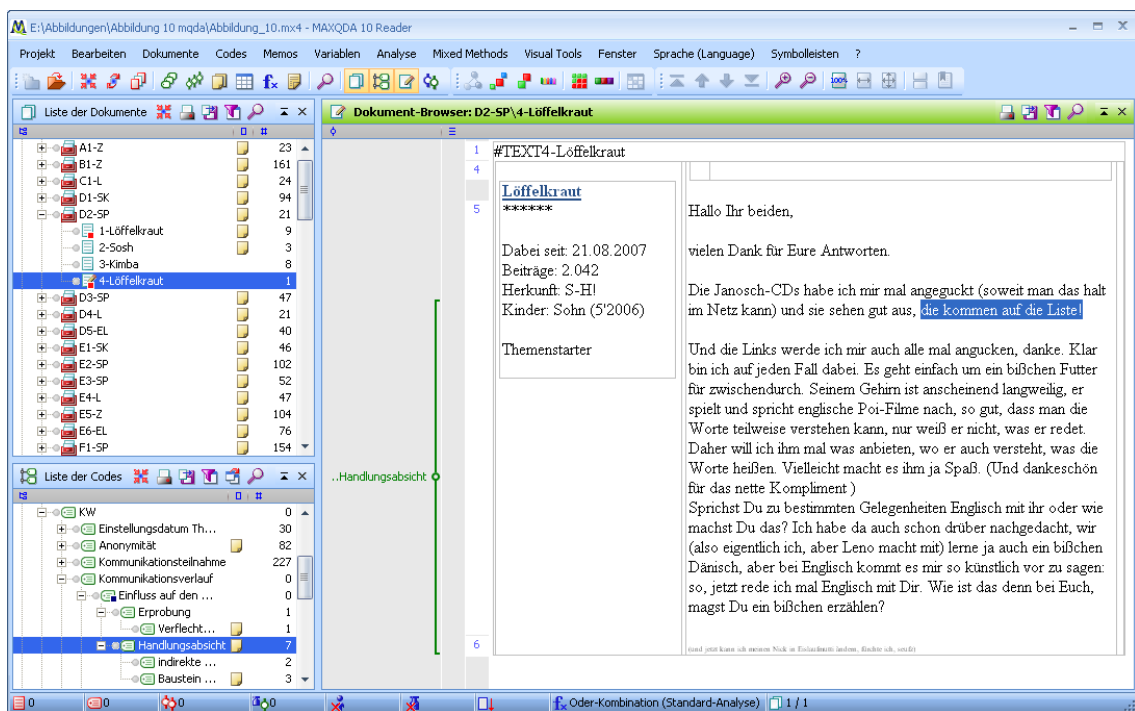 E:\Abbildungen\Abbildung 10 mqda\Abbildung_10.mx4 - MAXQDA 10 Reader
Projekt Bearbeiten Dokumente Codes Memos Variablen Analyse Mixed Methods Visual Tools Fenster Sprache (Language) Symbolleisten ?
Liste der Dokumente
A1-Z 23
B1-Z 161
C1-L 24
D1-SK 94
D2-SP 21
1-Löffelkraut 9
2-Sosh 3
3-Kimba 8
4-Löffelkraut 1
D3-SP 47
D4-L 21
D5-EL 40
E1-SK 46
E2-SP 102
E3-SP 52
E4-L 47
E5-Z 104
E6-EL 76
F1-SP 154
Liste der Codes
KW 0
Einstellungsdatum Th... 30
Anonymität 82
Kommunikationsteilnahme 227
Kommunikationsverlauf 0
Einfluss auf den ... 0
Erprobung 1
Verflecht... 1
Handlungsabsicht 7
indirekte ... 2
Baustein ... 3
Dokument-Browser: D2-SP\4-Löffelkraut
..Handlungsabsicht
1 #TEXT4-Löffelkraut
4
Löffelkraut
5 ******
Dabei seit: 21.08.2007
Beiträge: 2.042
Herkunft: S-H!
Kinder: Sohn (5'2006)
Themenstarter
Hallo Ihr beiden,
vielen Dank für Eure Antworten.
Die Janosch-CDs habe ich mir mal angeguckt (soweit man das halt
im Netz kann) und sie sehen gut aus, die kommen auf die Liste!
Und die Links werde ich mir auch alle mal angucken, danke. Klar
bin ich auf jeden Fall dabei. Es geht einfach um ein bißchen Futter
für zwischendurch. Seinem Gehirn ist anscheinend langweilig, er
spielt und spricht englische Poi-Filme nach, so gut, dass man die
Worte teilweise verstehen kann, nur weiß er nicht, was er redet.
Daher will ich ihm mal was anbieten, wo er auch versteht, was die
Worte heißen. Vielleicht macht es ihm ja Spaß. (Und dankeschön
für das nette Kompliment )
Sprichst Du zu bestimmten Gelegenheiten Englisch mit ihr oder wie
machst Du das? Ich habe da auch schon drüber nachgedacht, wir
(also eigentlich ich, aber Leno macht mit) lerne ja auch ein bißchen
Dänisch, aber bei Englisch kommt es mir so künstlich vor zu sagen:
so, jetzt rede ich mal Englisch mit Dir. Wie ist das denn bei Euch,
magst Du ein bißchen erzählen?
6
0 0 0 0 Oder-Kombination (Standard-Analyse) 1 / 1